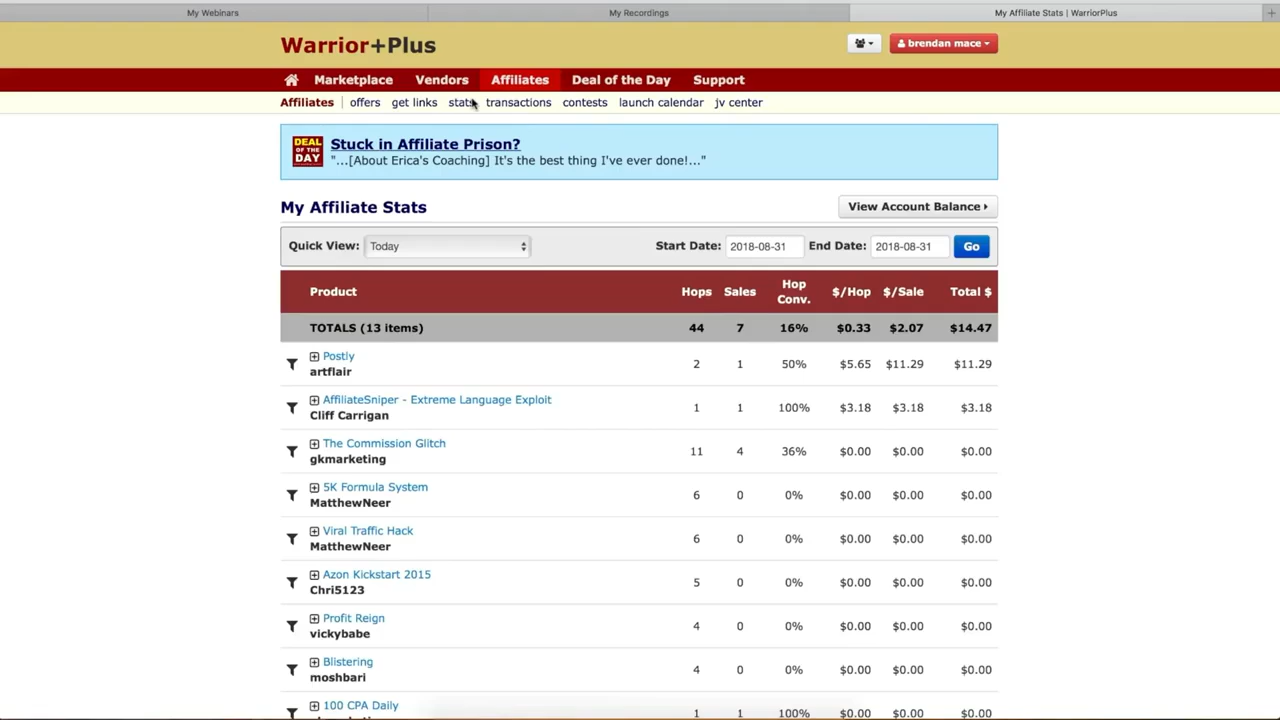 My Webinars My Recordings My Affiliate Stats | WarriorPlus
Warrior+Plus
brendan mace
Marketplace Vendors Affiliates Deal of the Day Support
Affiliates offers get links stats transactions contests launch calendar jv center
DEAL OF THE DAY
Stuck in Affiliate Prison?
"...[About Erica's Coaching] It's the best thing I've ever done!..."
My Affiliate Stats View Account Balance
Quick View: Today Start Date: 2018-08-31 End Date: 2018-08-31 Go
Product Hops Sales Hop Conv. $/Hop $/Sale Total $
TOTALS (13 items) 44 7 16% $0.33 $2.07 $14.47
Postly 2 1 50% $5.65 $11.29 $11.29
artflair
AffiliateSniper - Extreme Language Exploit 1 1 100% $3.18 $3.18 $3.18
Cliff Carrigan
The Commission Glitch 11 4 36% $0.00 $0.00 $0.00
gkmarketing
5K Formula System 6 0 0% $0.00 $0.00 $0.00
MatthewNeer
Viral Traffic Hack 6 0 0% $0.00 $0.00 $0.00
MatthewNeer
Azon Kickstart 2015 5 0 0% $0.00 $0.00 $0.00
Chri5123
Profit Reign 4 0 0% $0.00 $0.00 $0.00
vickybabe
Blistering 4 0 0% $0.00 $0.00 $0.00
moshbari
100 CPA Daily 1 1 100% $0.00 $0.00 $0.00